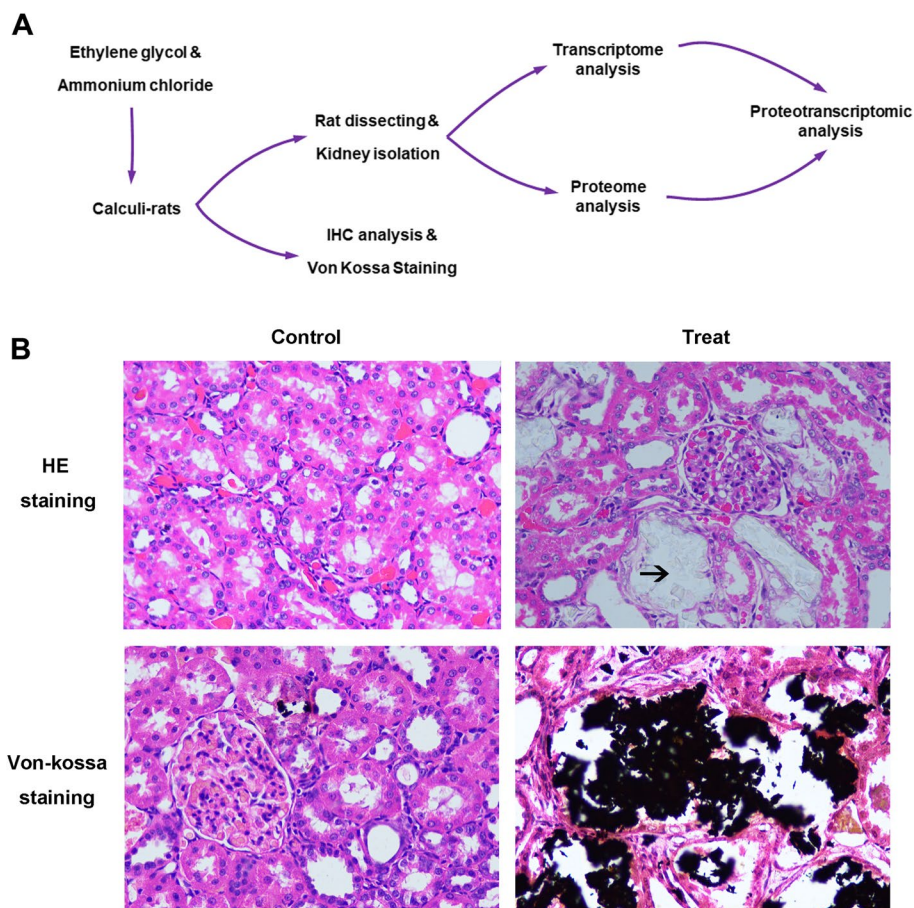 A
Ethylene glycol &
Ammonium chloride
Calculi-rats
Rat dissecting &
Kidney isolation
IHC analysis &
Von Kossa Staining
Transcriptome
analysis
Proteome
analysis
Proteotranscriptomic
analysis
B
Control
Treat
HE
staining
Von-kossa
staining